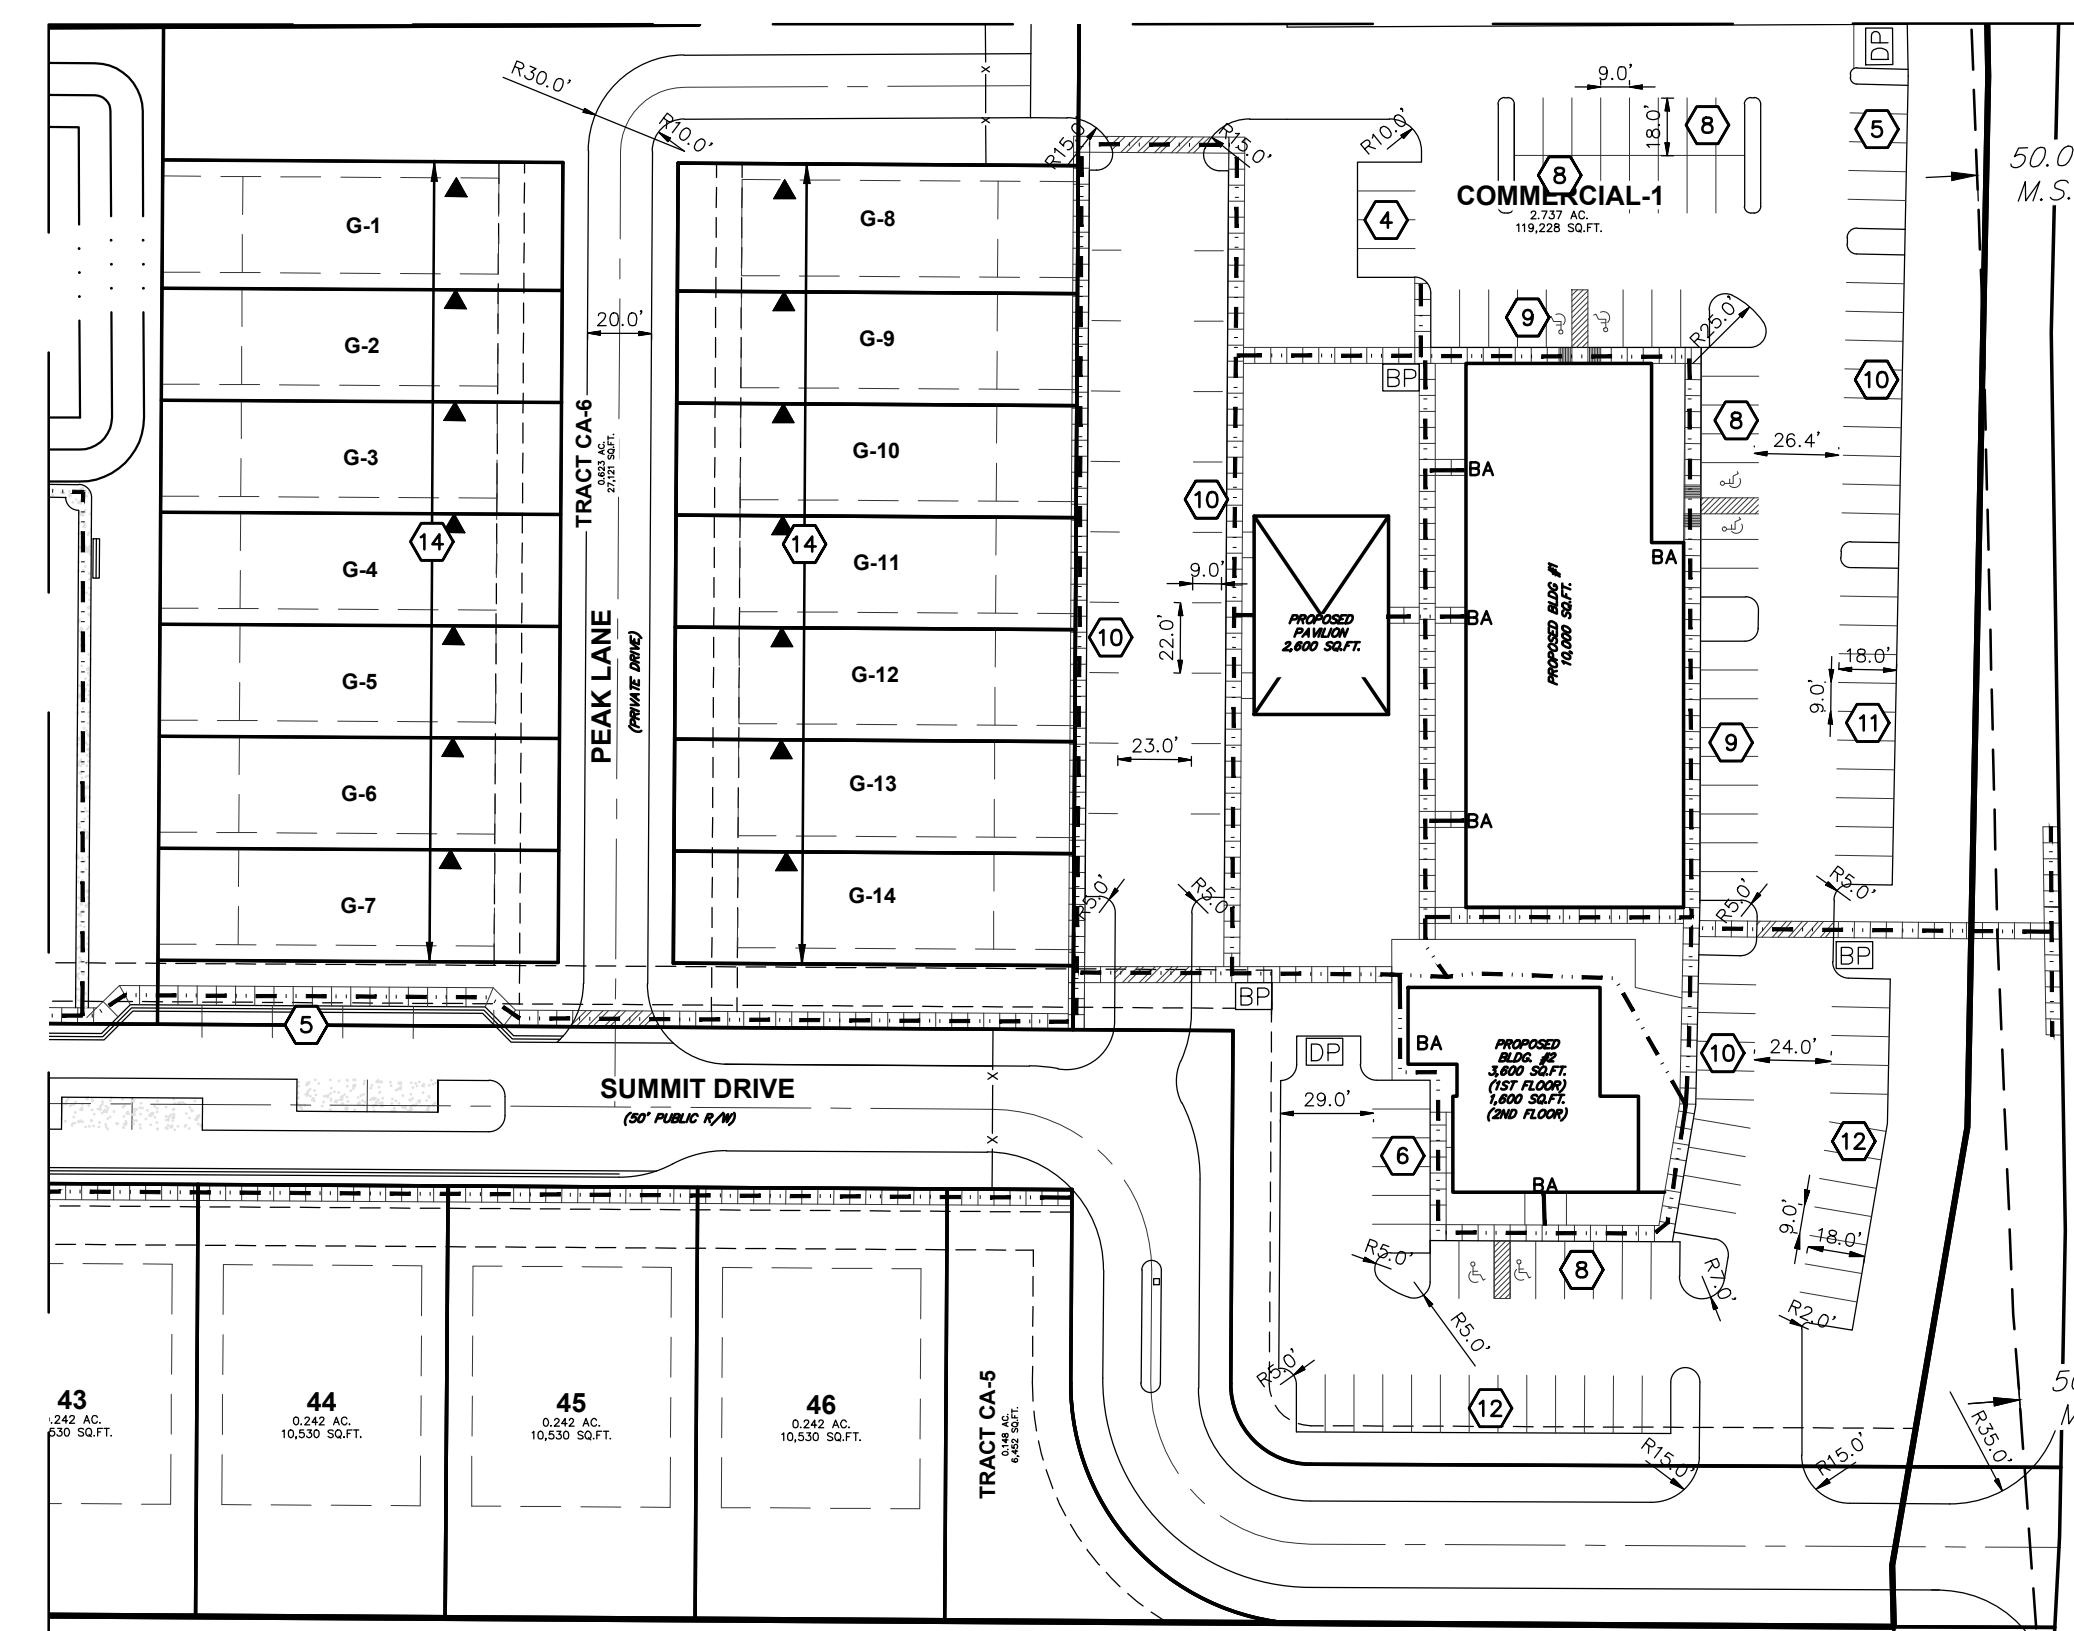 R30.0'
R10.0'
R15.0'
R15.0'
R10.0'
9.0'
18.0'
8
8
COMMERCIAL-1
2.737 AC.
119,228 SQ.FT.
DP
5
50.0
M.S.
G-1
G-2
G-3
G-4
G-5
G-6
G-7
14
20.0'
TRACT CA-6
0.623 AC.
27,121 SQ.FT.
PEAK LANE
(PRIVATE DRIVE)
G-8
G-9
G-10
G-11
G-12
G-13
G-14
14
4
9
R25.0'
BP
10
8
26.4'
10
10
9.0'
22.0'
23.0'
BA
BA
BA
BA
PROPOSED
PAVILION
2,600 SQ.FT.
PROPOSED BLDG #1
10,000 SQ.FT.
18.0'
9.0'
11
9
R5.0'
R5.0'
R5.0'
R5.0'
BP
BP
5
SUMMIT DRIVE
(50' PUBLIC R/W)
DP
29.0'
BA
PROPOSED
BLDG. #2
3,600 SQ.FT.
(1ST FLOOR)
1,600 SQ.FT.
(2ND FLOOR)
10
24.0'
12
6
BA
9.0'
18.0'
R5.0'
8
R7.0'
R2.0'
R5.0'
R5.0'
12
R15.0'
R15.0'
R35.0'
43
.242 AC.
530 SQ.FT.
44
0.242 AC.
10,530 SQ.FT.
45
0.242 AC.
10,530 SQ.FT.
46
0.242 AC.
10,530 SQ.FT.
TRACT CA-5
0.148 AC.
6,452 SQ.FT.